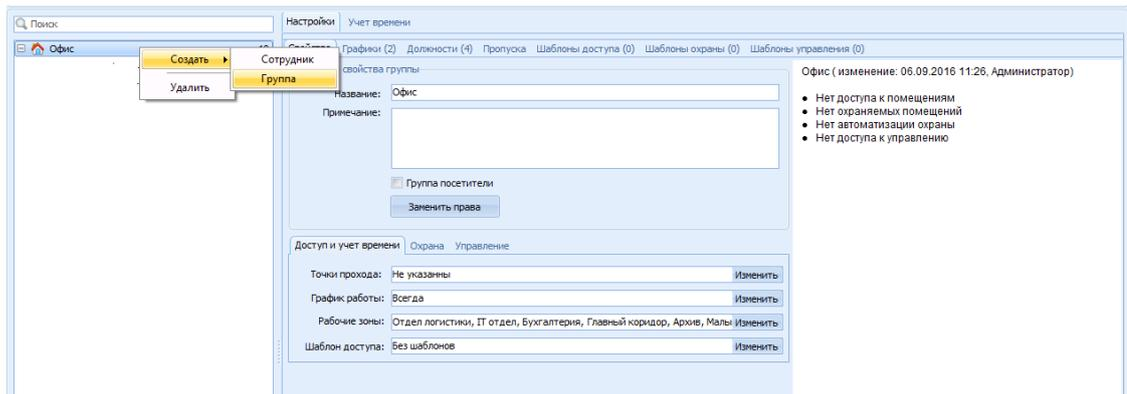 Поиск
Офис
Создать
Удалить
Сотрудник
Группа
Настройки Учет времени
Графики (2) Должности (4) Пропуска Шаблоны доступа (0) Шаблоны охраны (0) Шаблоны управления (0)
свойства группы
Название: Офис
Примечание:
Группа посетители
Заменить права
Доступ и учет времени Охрана Управление
Точки прохода: Не указанны Изменить
График работы: Всегда Изменить
Рабочие зоны: Отдел логистики, IT отдел, Бухгалтерия, Главный коридор, Архив, Малы Изменить
Шаблон доступа: Без шаблонов Изменить
Офис ( изменение: 06.09.2016 11:26, Администратор)
• Нет доступа к помещениям
• Нет охраняемых помещений
• Нет автоматизации охраны
• Нет доступа к управлению